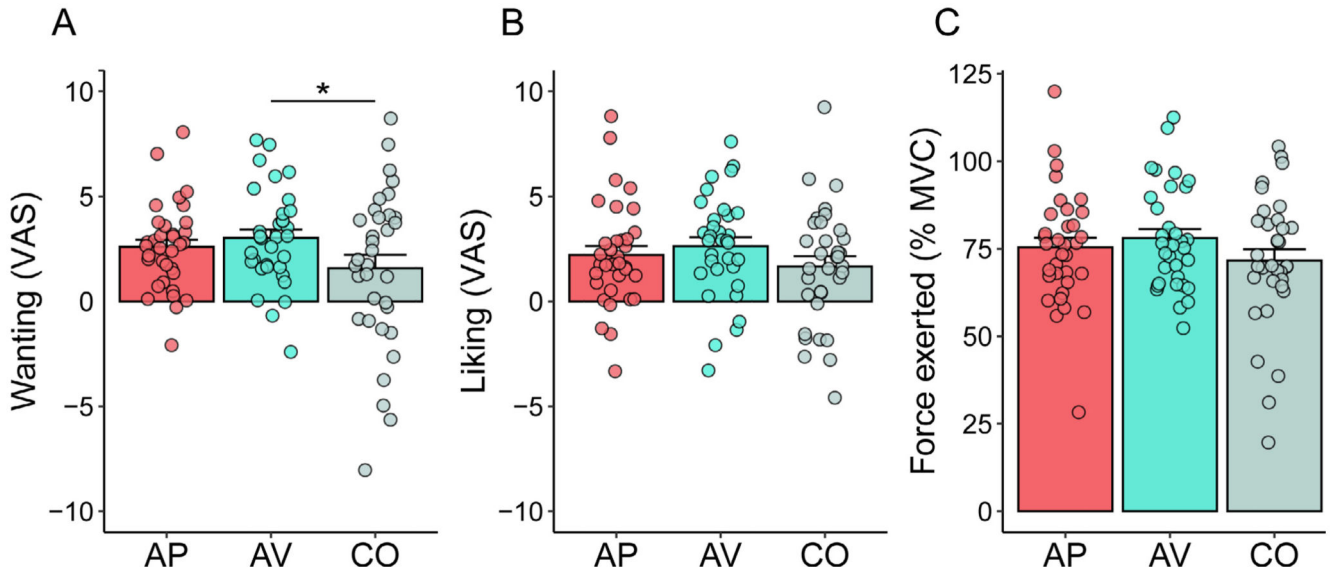 A
Wanting (VAS)
10
5
0
−5
−10
*
AP
AV
CO
B
Liking (VAS)
10
5
0
−5
−10
AP
AV
CO
C
Force exerted (% MVC)
125
100
75
50
25
0
AP
AV
CO